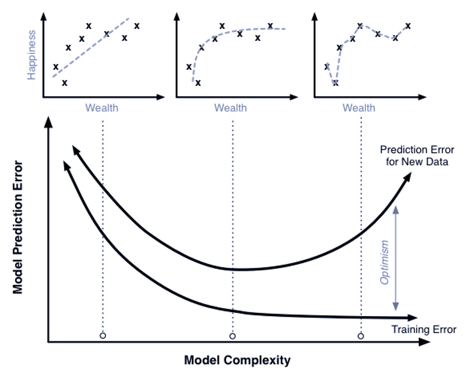 Happiness
Wealth
Wealth
Wealth
Model Prediction Error
Prediction Error
for New Data
Optimism
Training Error
Model Complexity